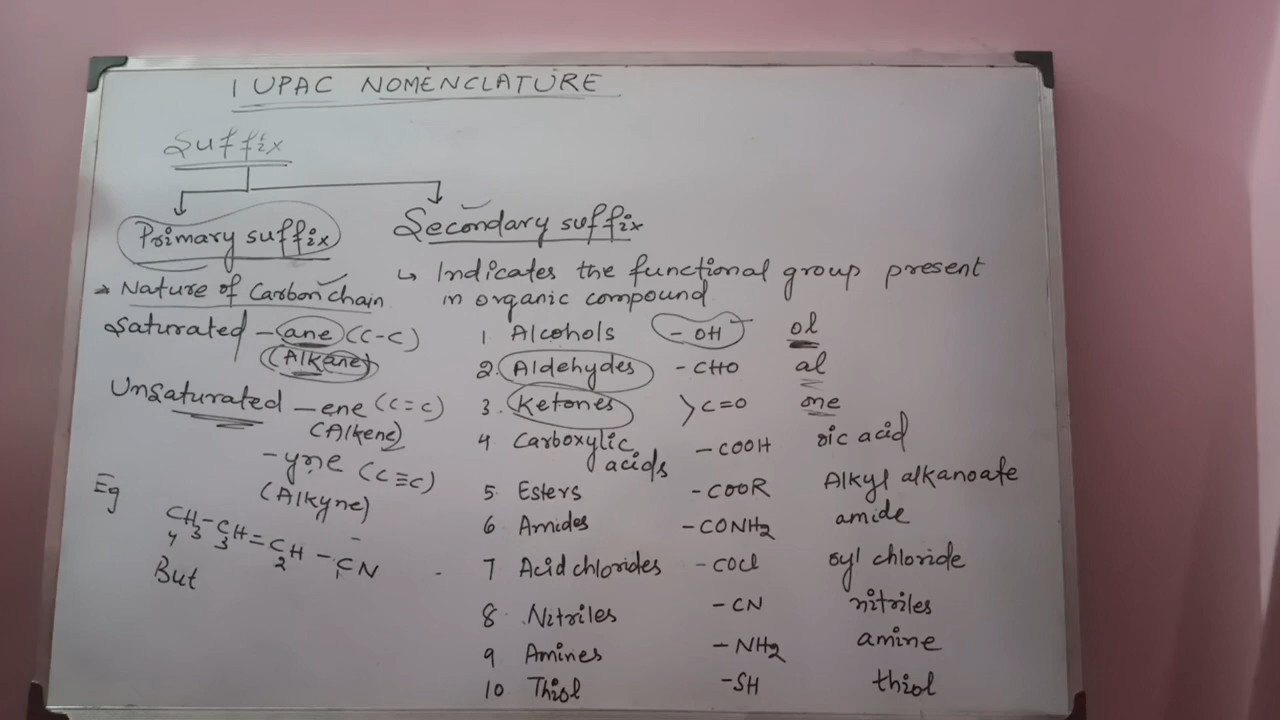 IUPAC NOMENCLATURE
Suffix
Primary suffix
→ Nature of Carbon chain
Saturated - ane (C-C)
(Alkane)
Unsaturated - ene (C=C)
(Alkene)
- yne (C≡C)
(Alkyne)
Eg
CH3-CH=CH-CN
4 3 2 1
But
Secondary suffix
↳ Indicates the functional group present
in organic compound
1 Alcohols - OH ol
2. Aldehydes - CHO al
3. Ketones >C=O one
4 Carboxylic acids - COOH oic acid
5. Esters - COOR Alkyl alkanoate
6 Amides - CONH2 amide
7 Acid chlorides - COCl oyl chloride
8. Nitriles - CN nitriles
9 Amines - NH2 amine
10 Thiol - SH thiol